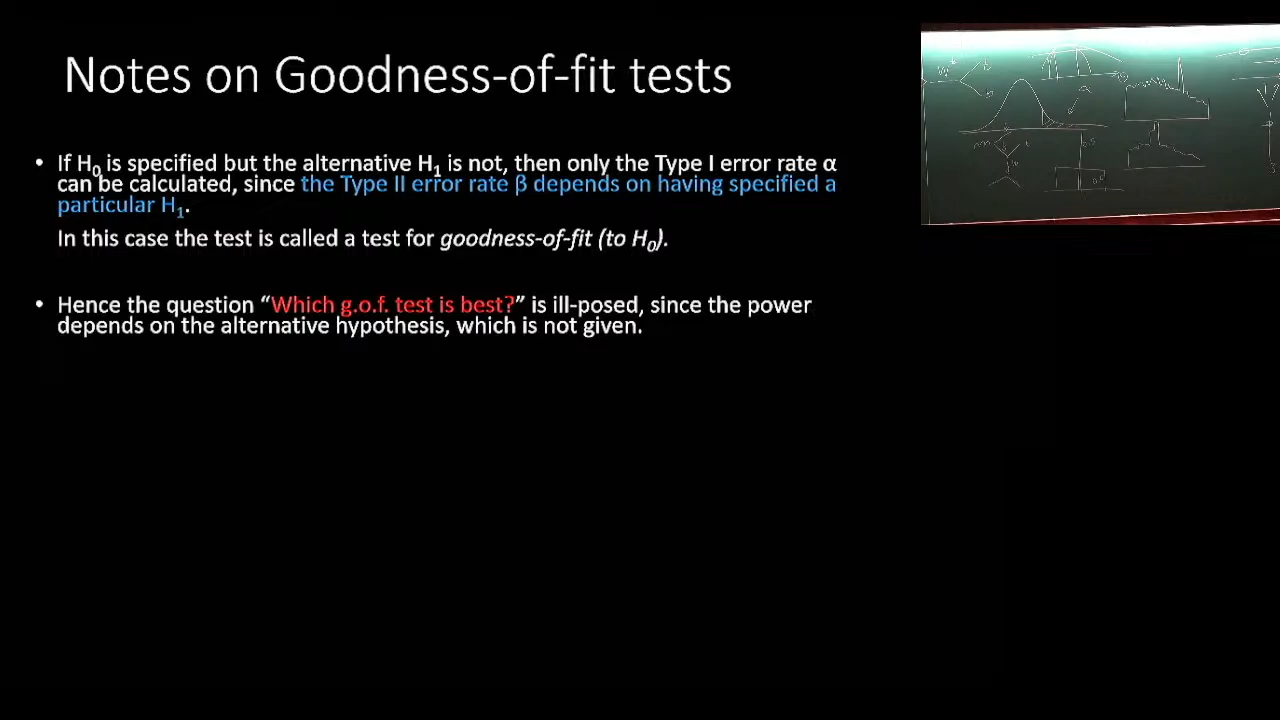 Notes on Goodness-of-fit tests
• If H0 is specified but the alternative H1 is not, then only the Type I error rate α
can be calculated, since the Type II error rate β depends on having specified a
particular H1.
In this case the test is called a test for goodness-of-fit (to H0).
• Hence the question “Which g.o.f. test is best?” is ill-posed, since the power
depends on the alternative hypothesis, which is not given.